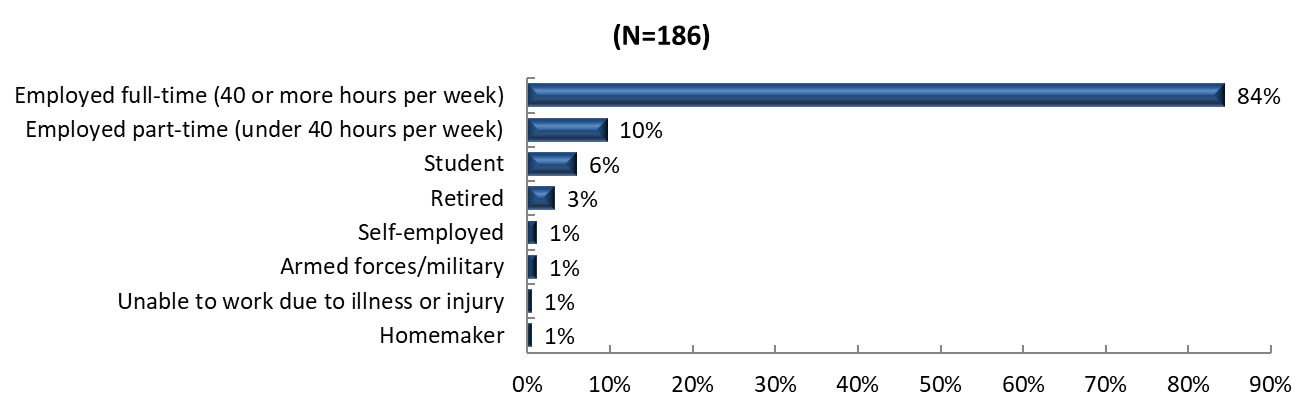 (N=186)
Employed full-time (40 or more hours per week) 84%
Employed part-time (under 40 hours per week) 10%
Student 6%
Retired 3%
Self-employed 1%
Armed forces/military 1%
Unable to work due to illness or injury 1%
Homemaker 1%
0% 10% 20% 30% 40% 50% 60% 70% 80% 90%